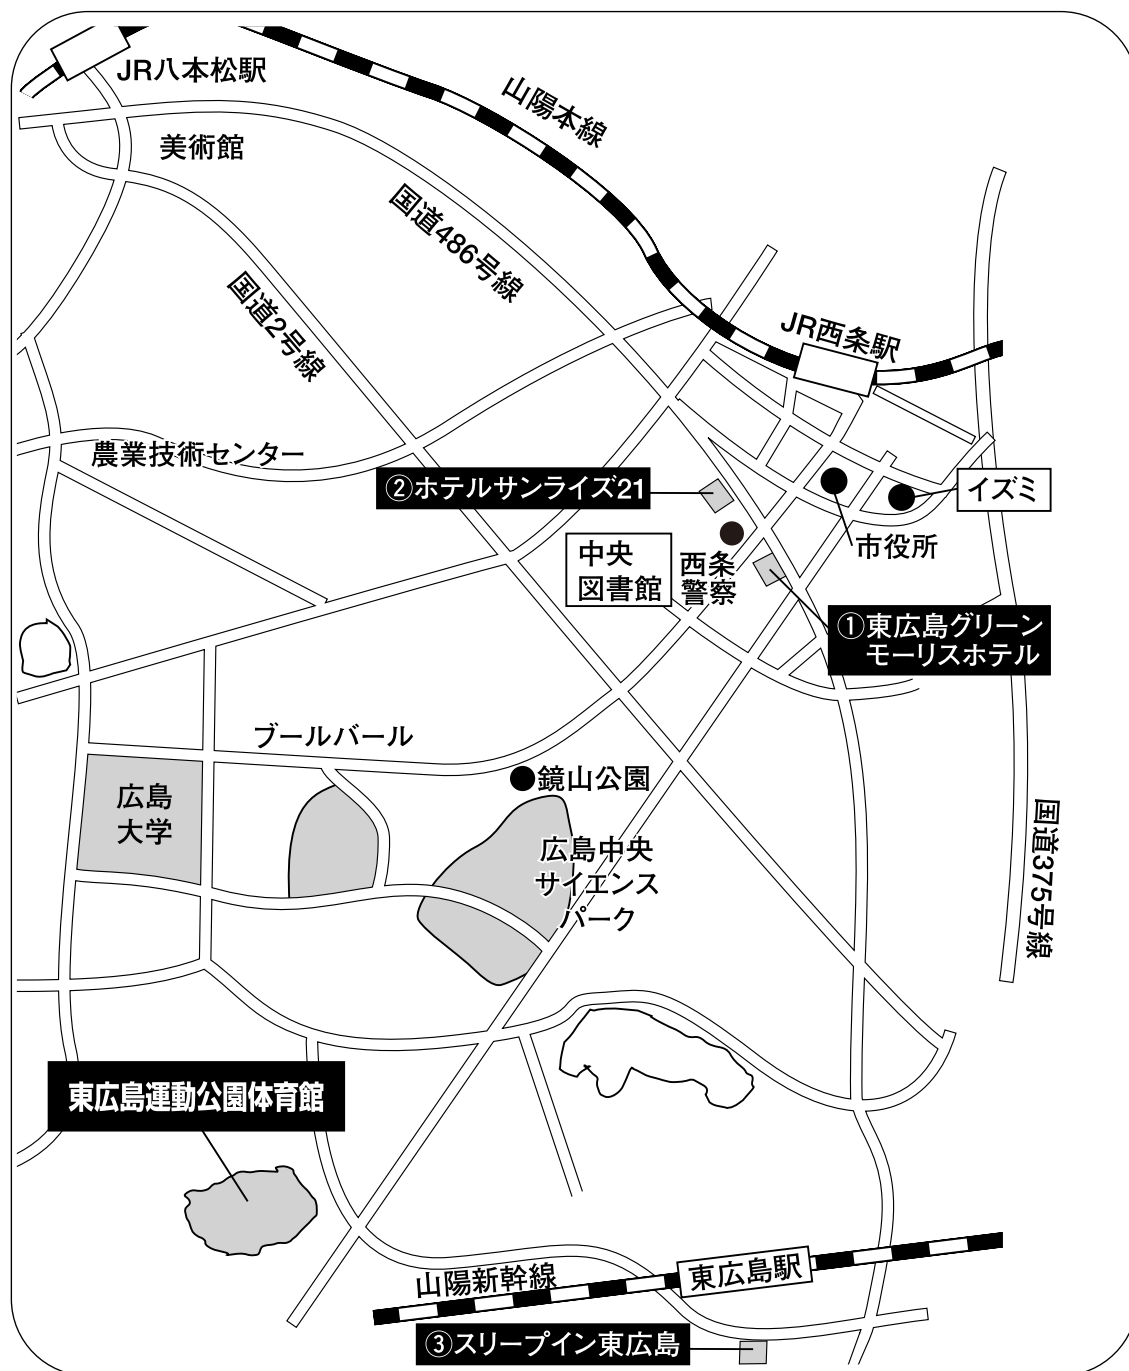 JR八本松駅
山陽本線
美術館
国道486号線
国道2号線
JR西条駅
農業技術センター
②ホテルサンライズ21
イズミ
中央
図書館
西条
警察
市役所
①東広島グリーン
モーリスホテル
ブールバール
鏡山公園
広島
大学
広島中央
サイエンス
パーク
国道375号線
東広島運動公園体育館
山陽新幹線
東広島駅
③スリープイン東広島